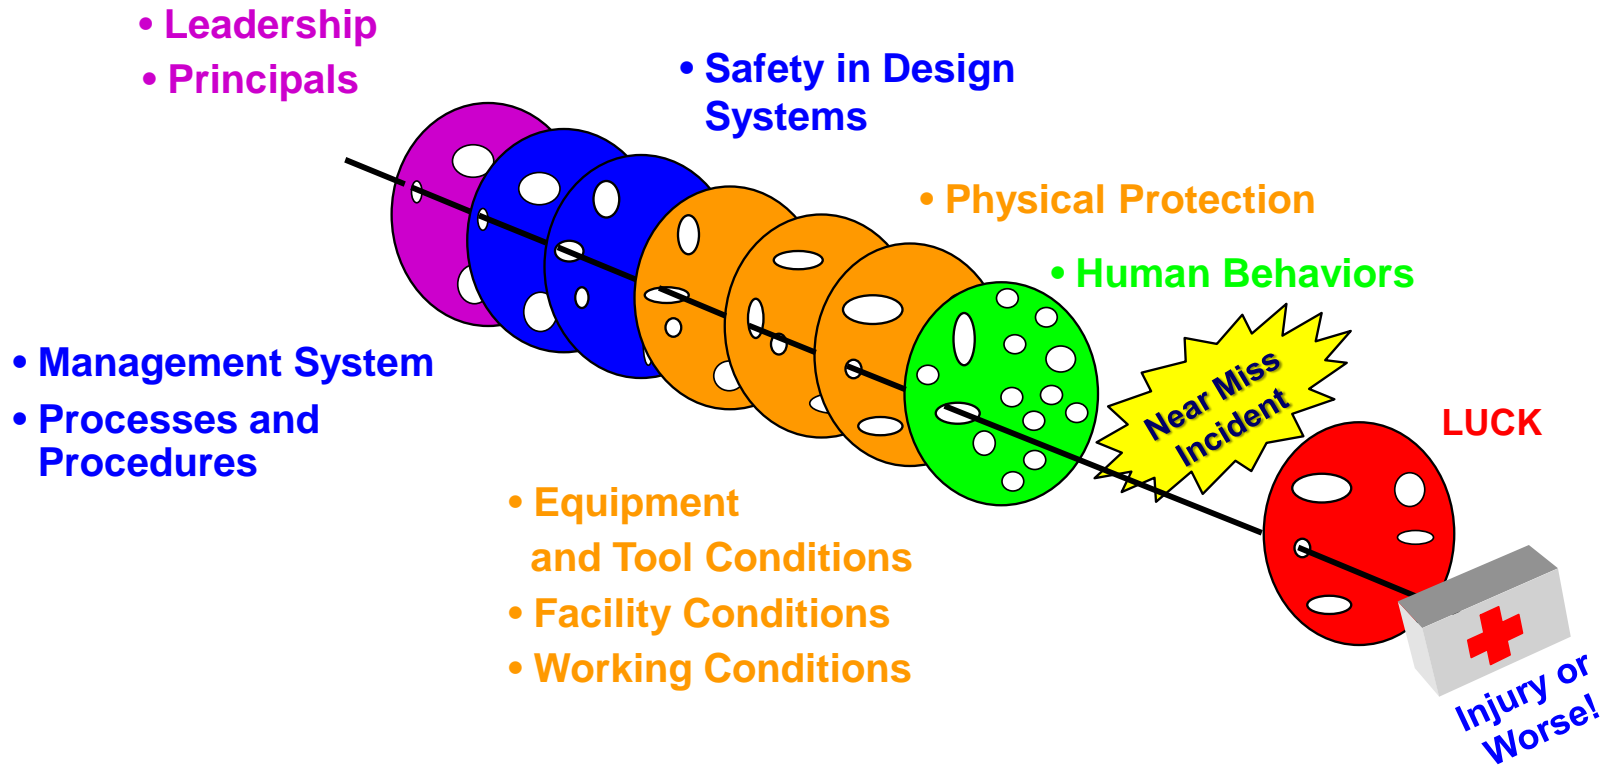 • Leadership
• Principals
• Safety in Design
Systems
• Physical Protection
• Human Behaviors
• Management System
• Processes and
Procedures
Near Miss
Incident
LUCK
• Equipment
and Tool Conditions
• Facility Conditions
• Working Conditions
Injury or
Worse!